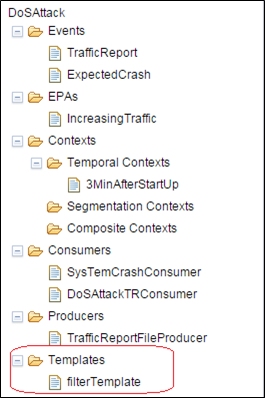 DoSAttack
Events
TrafficReport
ExpectedCrash
EPAs
IncreasingTraffic
Contexts
Temporal Contexts
3MinAfterStartUp
Segmentation Contexts
Composite Contexts
Consumers
SysTemCrashConsumer
DoSAttackTRConsumer
Producers
TrafficReportFileProducer
Templates
filterTemplate